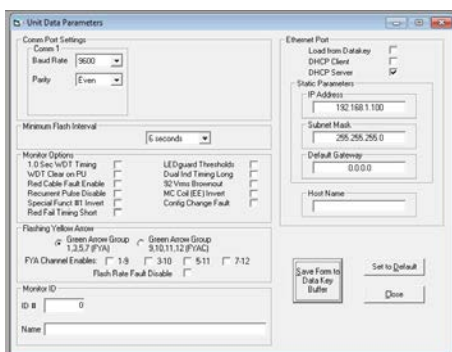 Unit Data Parameters
Comm Port Settings
Comm 1
Baud Rate 9600
Parity Even
Minimum Flash Interval
6 seconds
Monitor Options
1.0 Sec WDT Timing
WDT Clear on PU
Red Cable Fault Enable
Recurrent Pulse Disable
Special Funct #1 Invert
Red Fail Timing Short
LEDguard Thresholds
Dual Ind Timing Long
92 Vrms Brownout
MC Coil (EE) Invert
Config Change Fault
Flashing Yellow Arrow
Green Arrow Group
1,3,5,7 (FYA)
Green Arrow Group
9,10,11,12 (FYAC)
FYA Channel Enables: 1-9 3-10 5-11 7-12
Flash Rate Fault Disable
Monitor ID
ID # 0
Name
Ethernet Port
Load from Datakey
DHCP Client
DHCP Server
Static Parameters
IP Address
192.168.1.100
Subnet Mask
255.255.255.0
Default Gateway
0.0.0.0
Host Name
Save Form to
Data Key
Buffer
Set to Default
Close